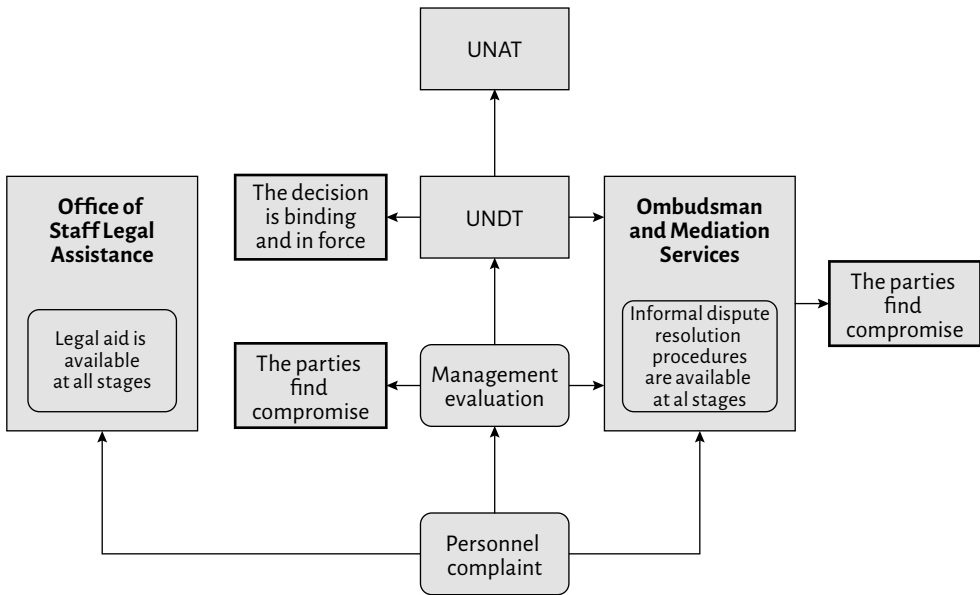 UNAT
Office of
Staff Legal
Assistance
Legal aid is
available
at all stages
The decision
is binding
and in force
UNDT
Ombudsman
and Mediation
Services
Informal dispute
resolution
procedures
are available
at al stages
The parties
find
compromise
The parties
find
compromise
Management
evaluation
Personnel
complaint